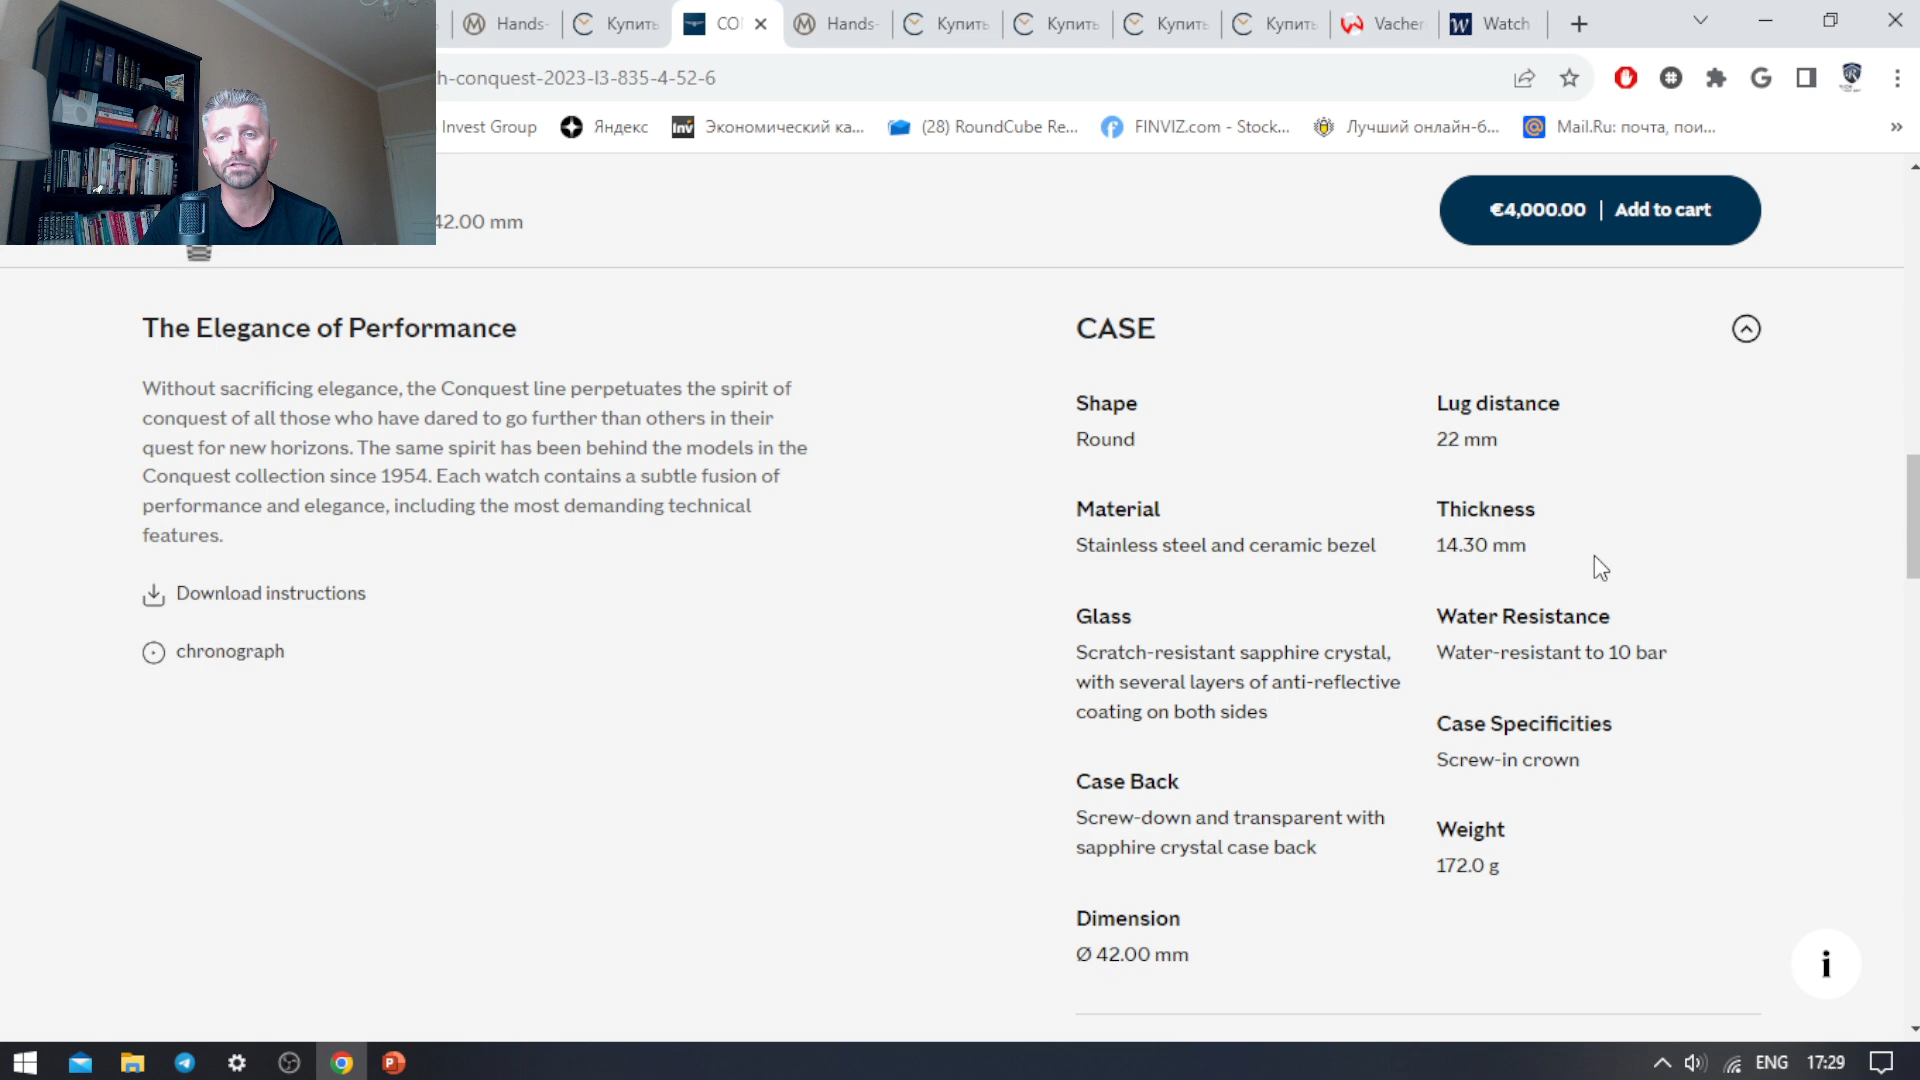 Hands-
Купить
CO
Hands-
Купить
Купить
Купить
Купить
Vacher
Watch
h-conquest-2023-l3-835-4-52-6
Invest Group
Яндекс
Inv
Экономический ка...
(28) RoundCube Re...
FINVIZ.com - Stock...
Лучший онлайн-б...
Mail.Ru: почта, пои...
»
42.00 mm
€4,000.00 | Add to cart
The Elegance of Performance
Without sacrificing elegance, the Conquest line perpetuates the spirit of
conquest of all those who have dared to go further than others in their
quest for new horizons. The same spirit has been behind the models in the
Conquest collection since 1954. Each watch contains a subtle fusion of
performance and elegance, including the most demanding technical
features.
Download instructions
chronograph
CASE
Shape
Round
Lug distance
22 mm
Material
Stainless steel and ceramic bezel
Thickness
14.30 mm
Glass
Scratch-resistant sapphire crystal,
with several layers of anti-reflective
coating on both sides
Water Resistance
Water-resistant to 10 bar
Case Specificities
Screw-in crown
Case Back
Screw-down and transparent with
sapphire crystal case back
Weight
172.0 g
Dimension
Ø 42.00 mm
i
ENG
17:29